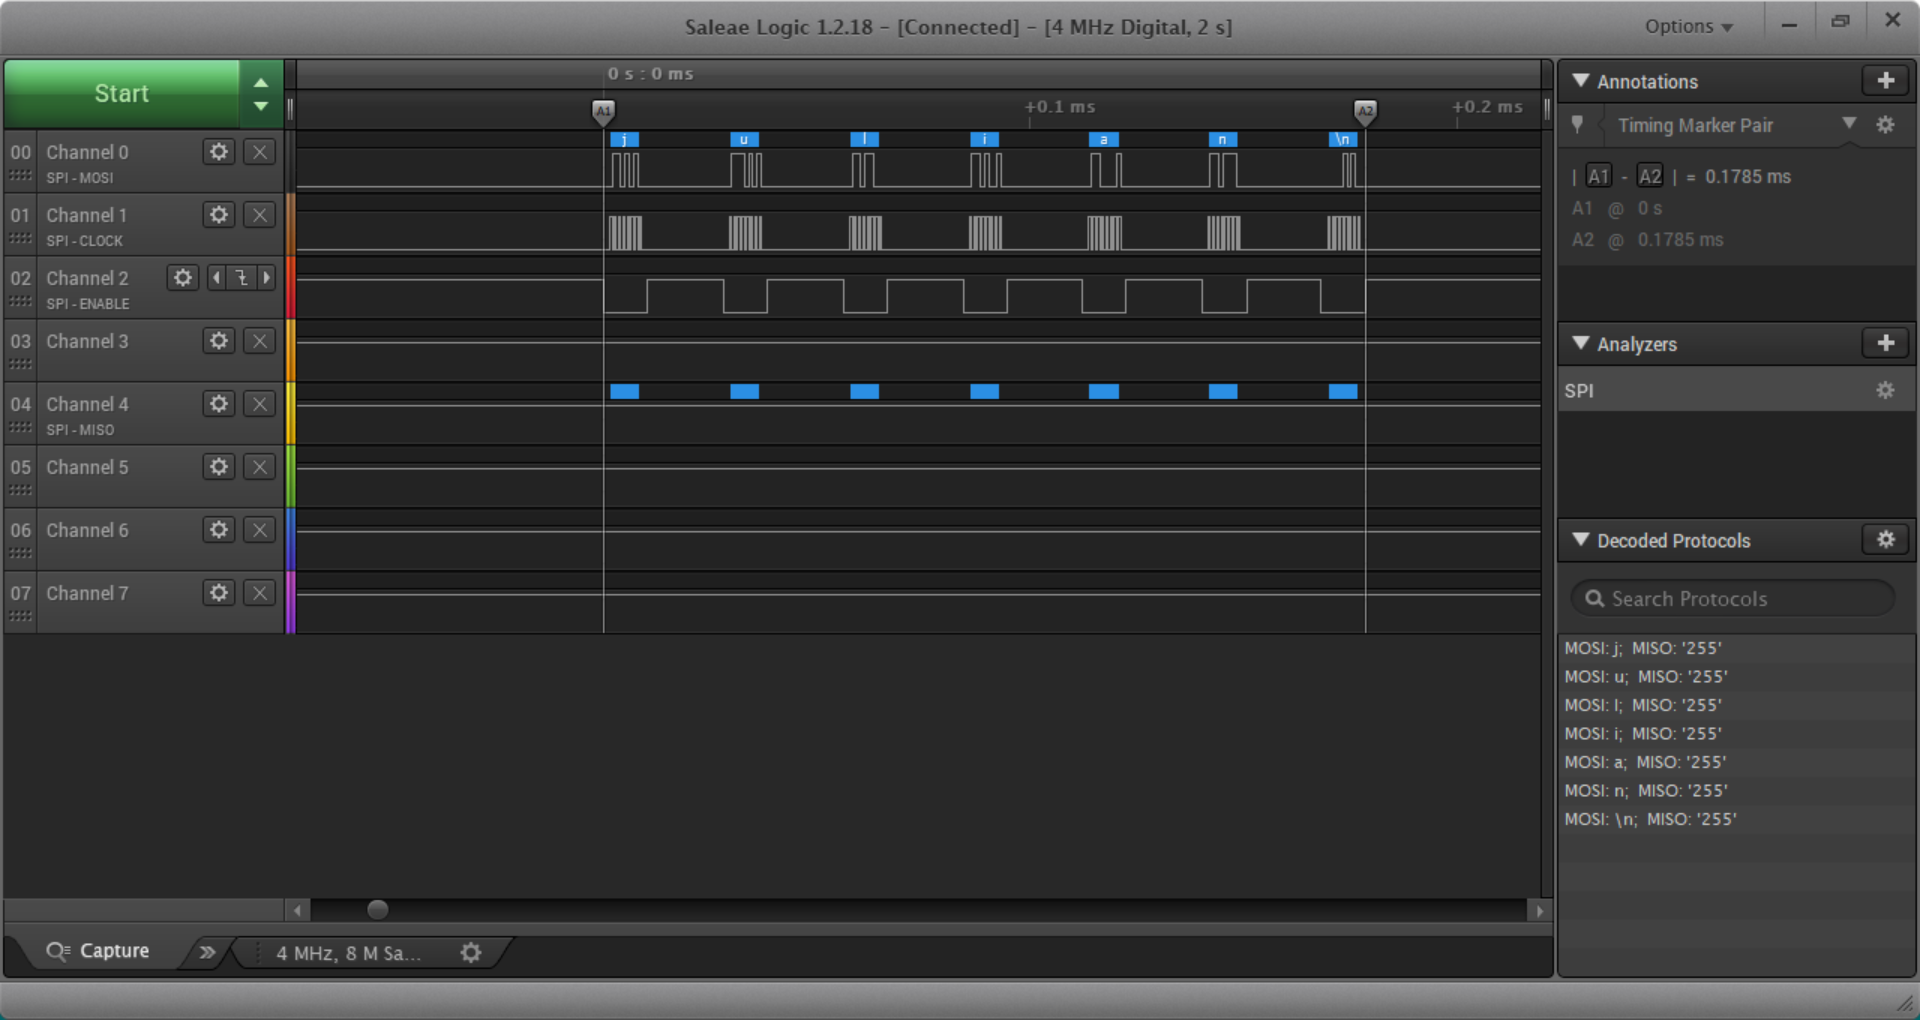 Saleae Logic 1.2.18 - [Connected] - [4 MHz Digital, 2 s]
Options
Start
0 s : 0 ms
+0.1 ms
+0.2 ms
A1
A2
j u l i a n \n
00 Channel 0
SPI - MOSI
01 Channel 1
SPI - CLOCK
02 Channel 2
SPI - ENABLE
03 Channel 3
04 Channel 4
SPI - MISO
05 Channel 5
06 Channel 6
07 Channel 7
Capture
4 MHz, 8 M Sa...
Annotations
Timing Marker Pair
| A1 - A2 | = 0.1785 ms
A1 @ 0 s
A2 @ 0.1785 ms
Analyzers
SPI
Decoded Protocols
Search Protocols
MOSI: j; MISO: '255'
MOSI: u; MISO: '255'
MOSI: l; MISO: '255'
MOSI: i; MISO: '255'
MOSI: a; MISO: '255'
MOSI: n; MISO: '255'
MOSI: \n; MISO: '255'